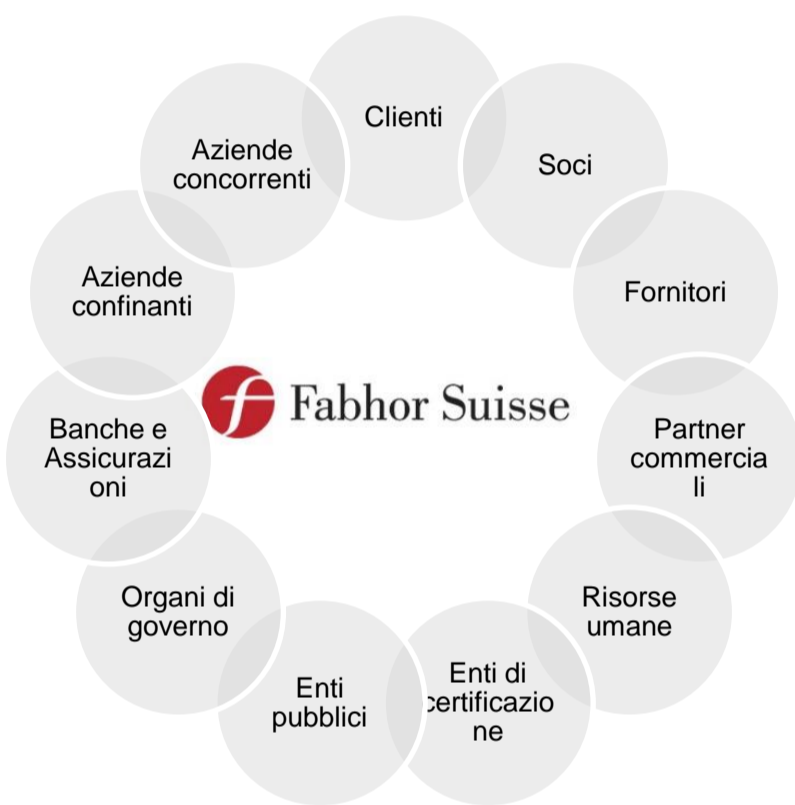 Clienti
Soci
Fornitori
Partner
commercia
li
Risorse
umane
Enti di
certificazio
ne
Enti
pubblici
Organi di
governo
Banche e
Assicurazi
oni
Aziende
confinanti
Aziende
concorrenti
f Fabhor Suisse